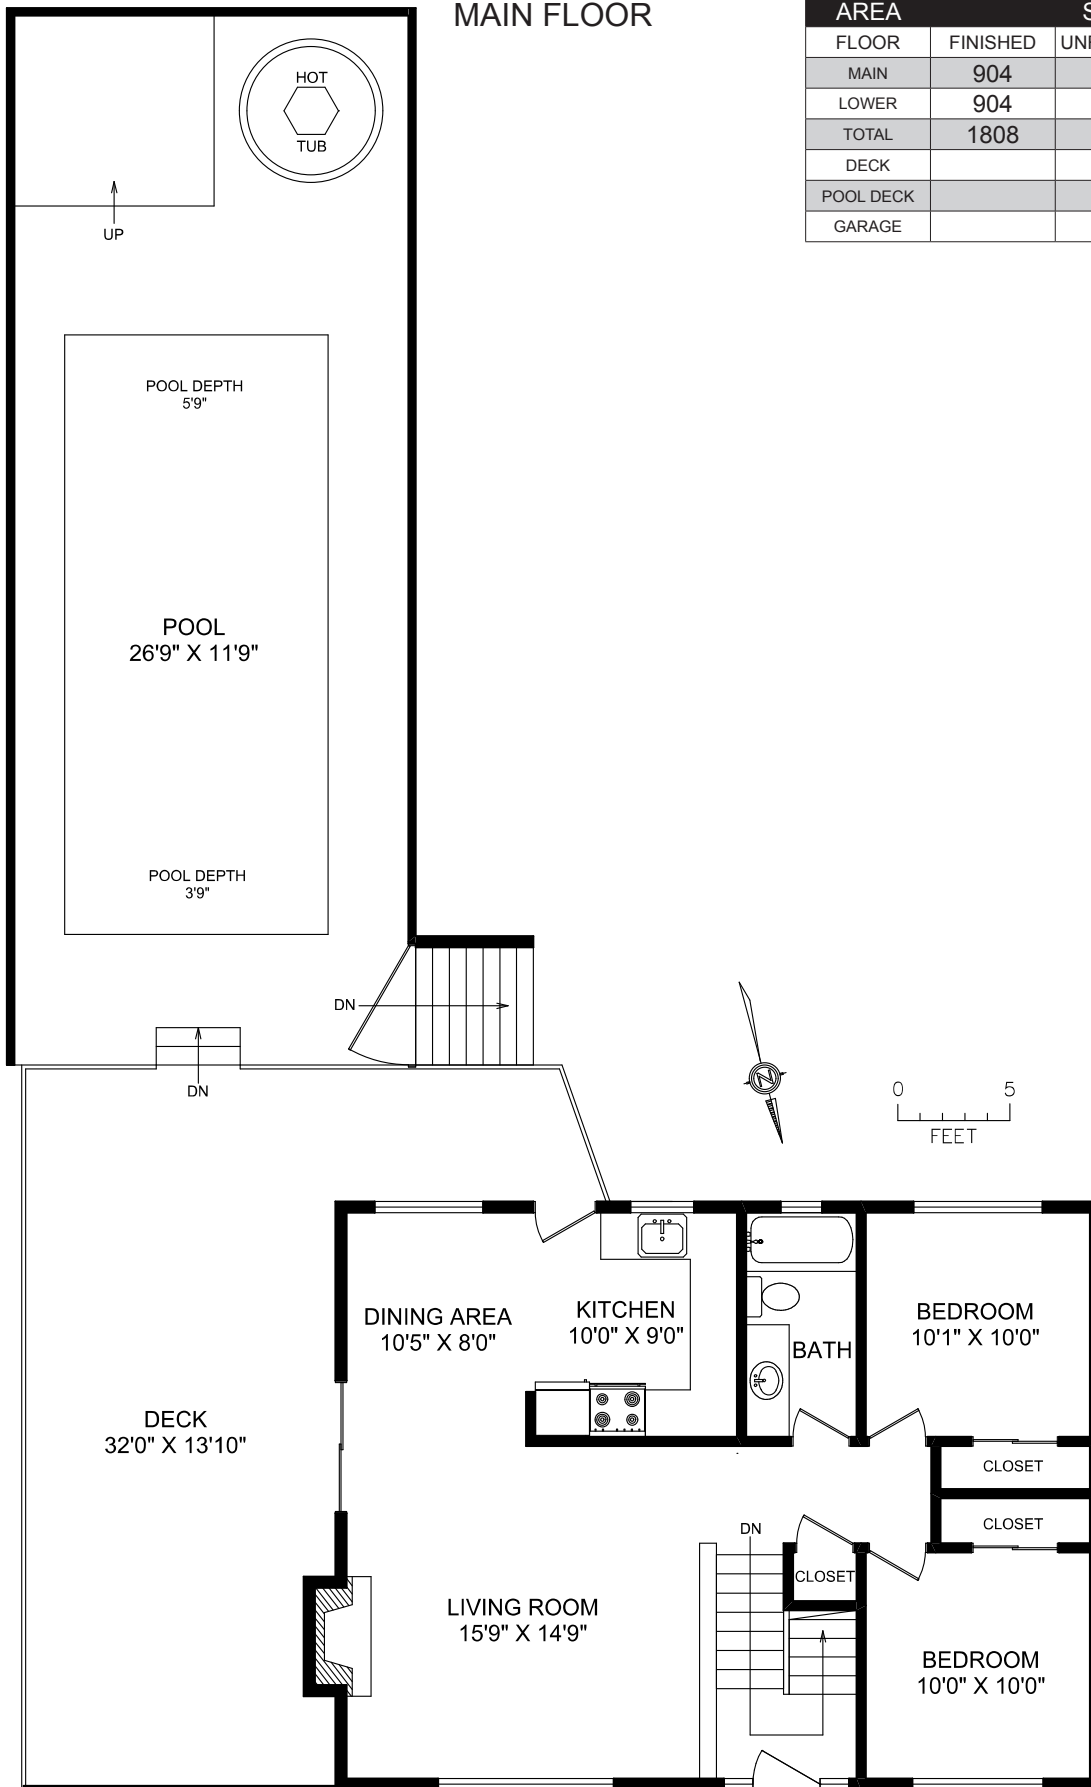 MAIN FLOOR
AREA
FLOOR FINISHED
MAIN 904
LOWER 904
TOTAL 1808
DECK
POOL DECK
GARAGE
HOT
TUB
UP
POOL DEPTH
5'9"
POOL
26'9" X 11'9"
POOL DEPTH
3'9"
DN
DN
N
0 5
FEET
DINING AREA
10'5" X 8'0"
KITCHEN
10'0" X 9'0"
BATH
BEDROOM
10'1" X 10'0"
DECK
32'0" X 13'10"
CLOSET
CLOSET
DN
CLOSET
LIVING ROOM
15'9" X 14'9"
BEDROOM
10'0" X 10'0"